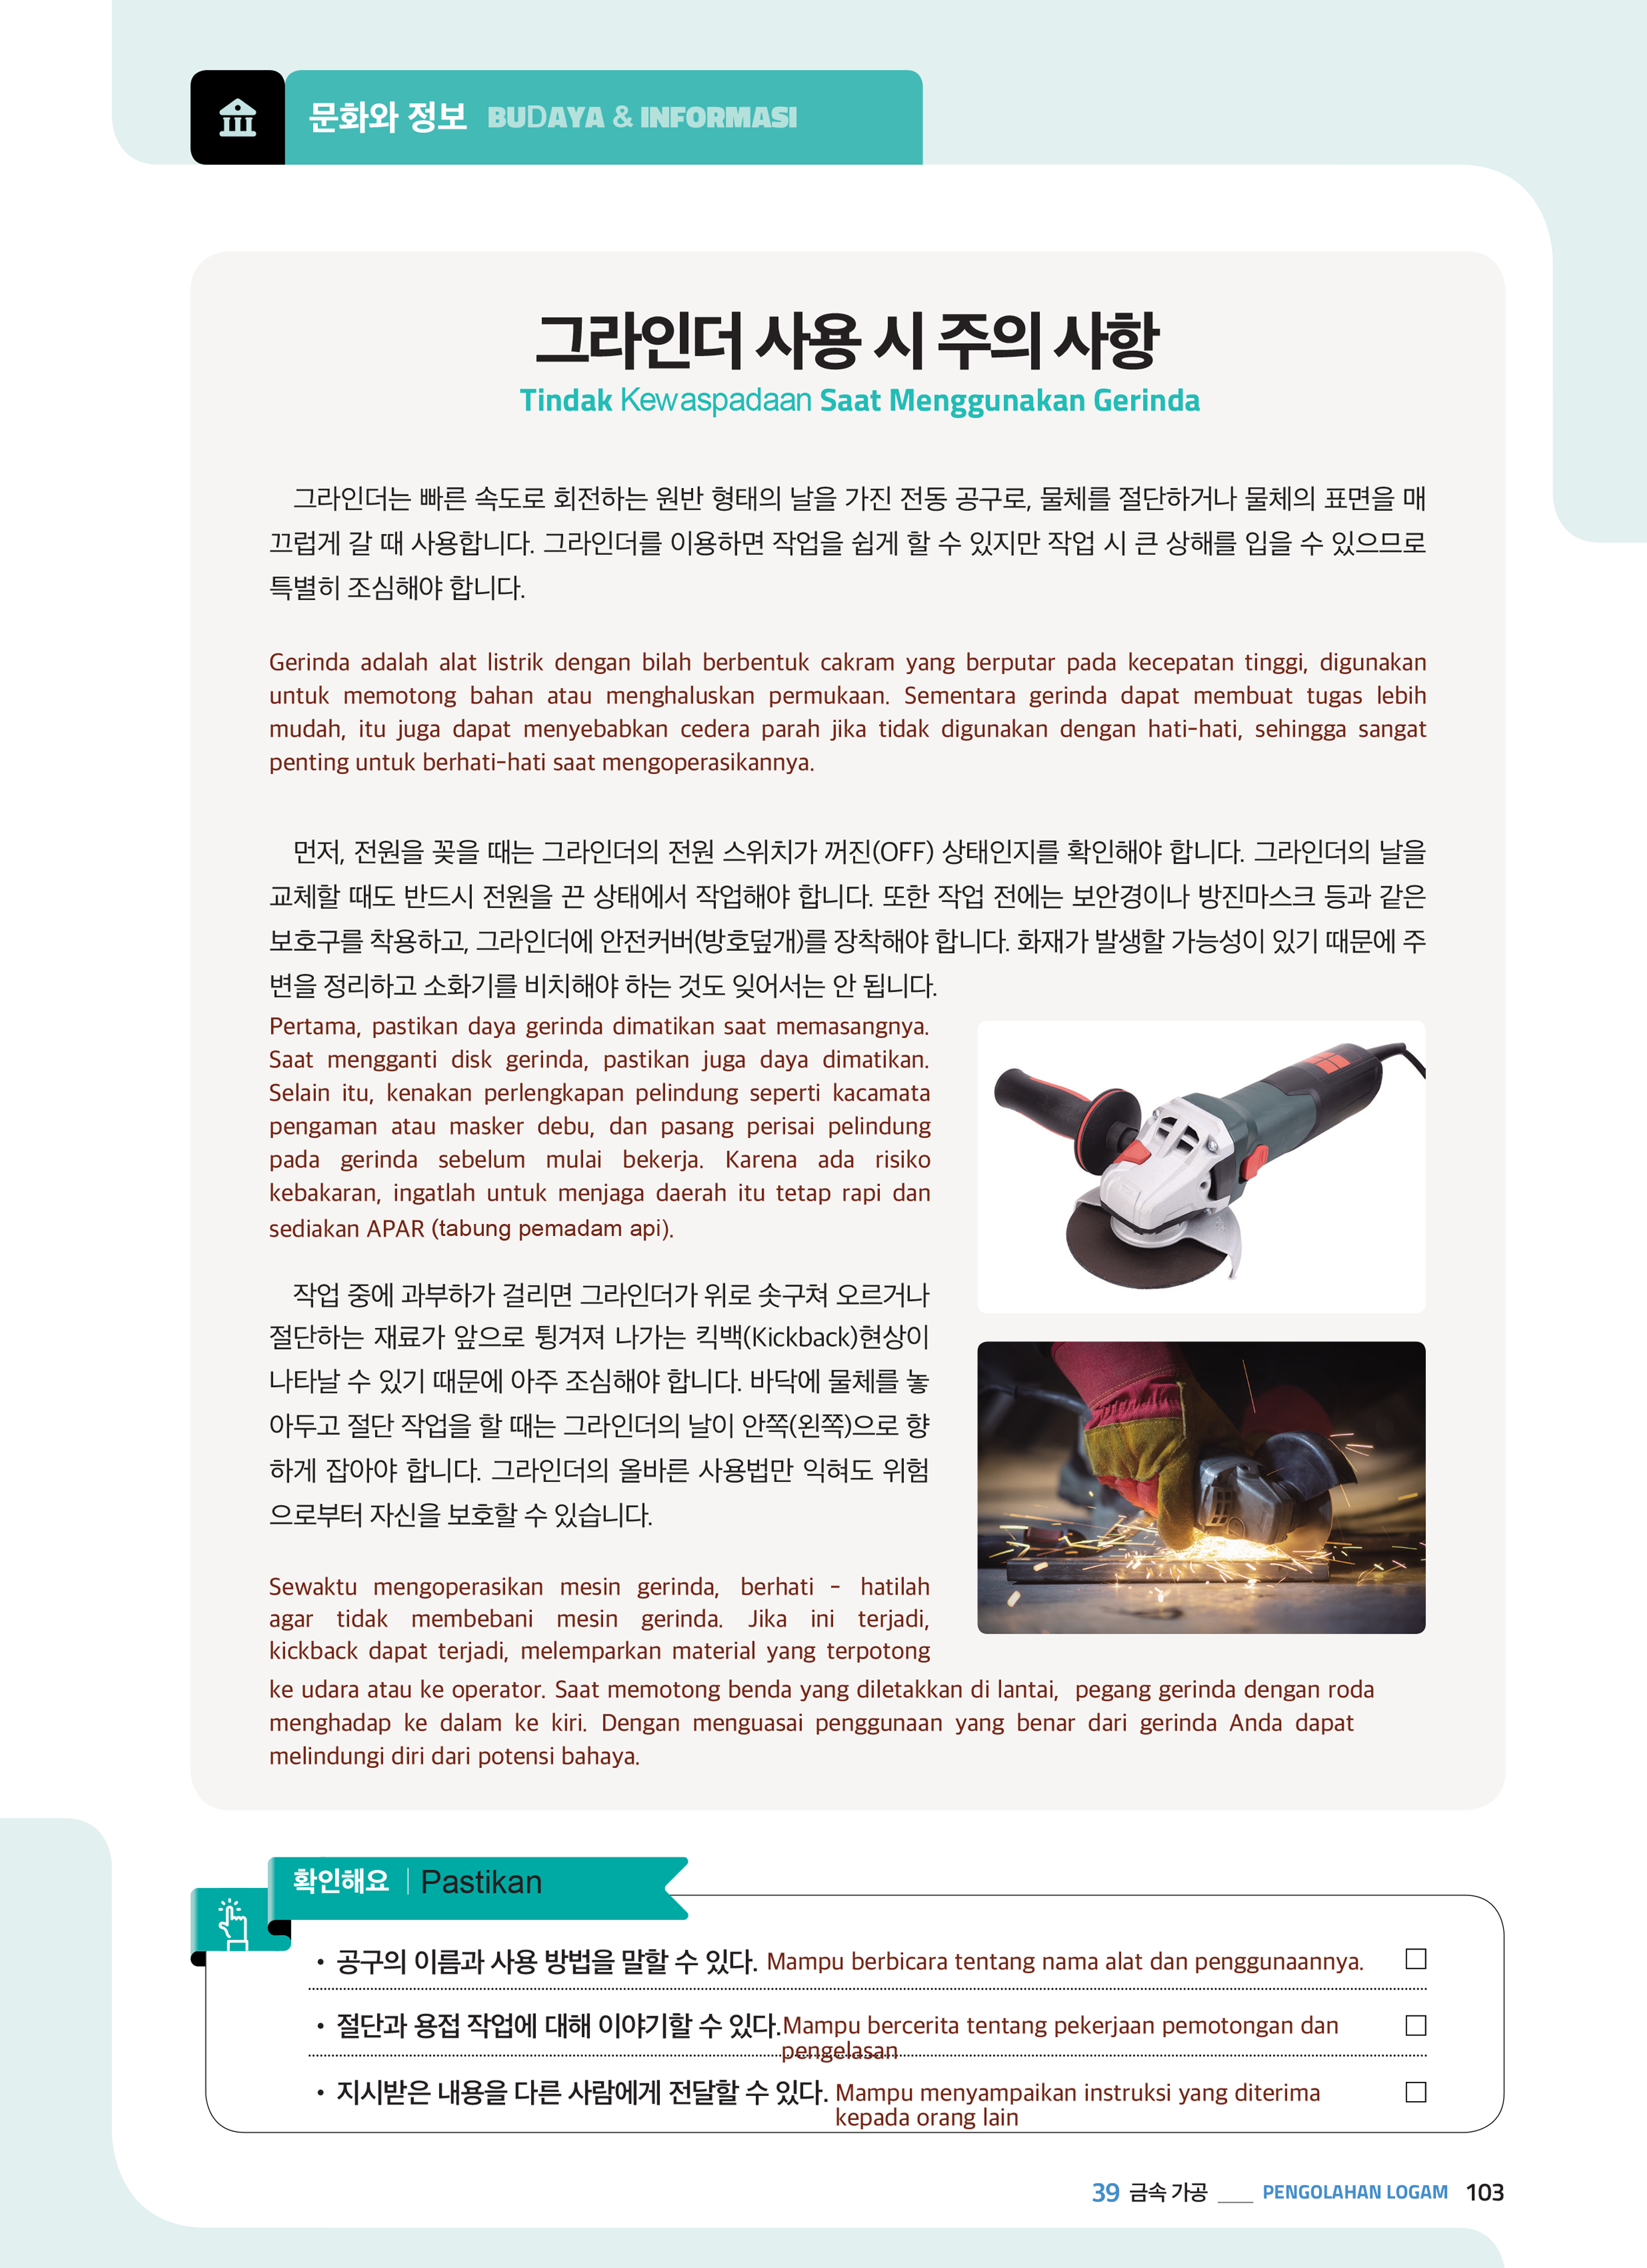 문화와 정보 BUDAYA & INFORMASI
그라인더 사용 시 주의 사항
Tindak Kewaspadaan Saat Menggunakan Gerinda
그라인더는 빠른 속도로 회전하는 원반 형태의 날을 가진 전동 공구로, 물체를 절단하거나 물체의 표면을 매
끄럽게 갈 때 사용합니다. 그라인더를 이용하면 작업을 쉽게 할 수 있지만 작업 시 큰 상해를 입을 수 있으므로
특별히 조심해야 합니다.
Gerinda adalah alat listrik dengan bilah berbentuk cakram yang berputar pada kecepatan tinggi, digunakan
untuk memotong bahan atau menghaluskan permukaan. Sementara gerinda dapat membuat tugas lebih
mudah, itu juga dapat menyebabkan cedera parah jika tidak digunakan dengan hati-hati, sehingga sangat
penting untuk berhati-hati saat mengoperasikannya.
먼저, 전원을 꽂을 때는 그라인더의 전원 스위치가 꺼진(OFF) 상태인지를 확인해야 합니다. 그라인더의 날을
교체할 때도 반드시 전원을 끈 상태에서 작업해야 합니다. 또한 작업 전에는 보안경이나 방진마스크 등과 같은
보호구를 착용하고, 그라인더에 안전커버(방호덮개)를 장착해야 합니다. 화재가 발생할 가능성이 있기 때문에 주
변을 정리하고 소화기를 비치해야 하는 것도 잊어서는 안 됩니다.
Pertama, pastikan daya gerinda dimatikan saat memasangnya.
Saat mengganti disk gerinda, pastikan juga daya dimatikan.
Selain itu, kenakan perlengkapan pelindung seperti kacamata
pengaman atau masker debu, dan pasang perisai pelindung
pada gerinda sebelum mulai bekerja. Karena ada risiko
kebakaran, ingatlah untuk menjaga daerah itu tetap rapi dan
sediakan APAR (tabung pemadam api).
작업 중에 과부하가 걸리면 그라인더가 위로 솟구쳐 오르거나
절단하는 재료가 앞으로 튕겨져 나가는 킥백(Kickback)현상이
나타날 수 있기 때문에 아주 조심해야 합니다. 바닥에 물체를 놓
아두고 절단 작업을 할 때는 그라인더의 날이 안쪽(왼쪽)으로 향
하게 잡아야 합니다. 그라인더의 올바른 사용법만 익혀도 위험
으로부터 자신을 보호할 수 있습니다.
Sewaktu mengoperasikan mesin gerinda, berhati - hatilah
agar tidak membebani mesin gerinda. Jika ini terjadi,
kickback dapat terjadi, melemparkan material yang terpotong
ke udara atau ke operator. Saat memotong benda yang diletakkan di lantai, pegang gerinda dengan roda
menghadap ke dalam ke kiri. Dengan menguasai penggunaan yang benar dari gerinda Anda dapat
melindungi diri dari potensi bahaya.
확인해요 | Pastikan
• 공구의 이름과 사용 방법을 말할 수 있다. Mampu berbicara tentang nama alat dan penggunaannya. □
• 절단과 용접 작업에 대해 이야기할 수 있다. Mampu bercerita tentang pekerjaan pemotongan dan □
pengelasan
• 지시받은 내용을 다른 사람에게 전달할 수 있다. Mampu menyampaikan instruksi yang diterima □
kepada orang lain
39 금속 가공 ___ PENGOLAHAN LOGAM 103